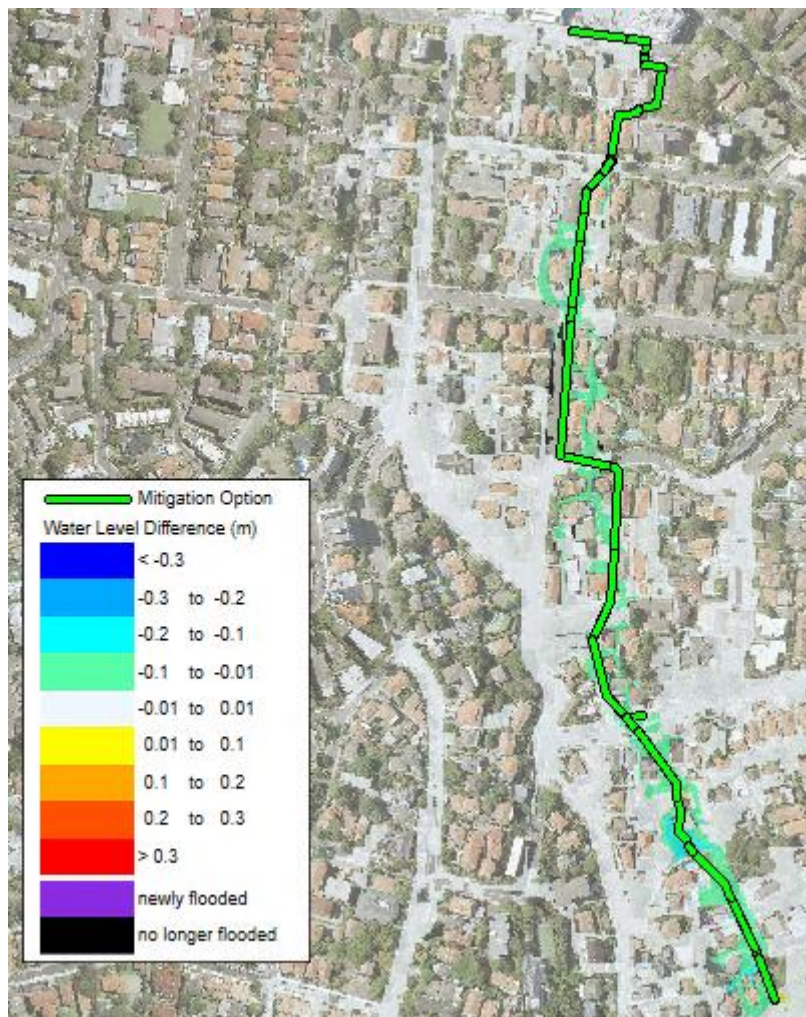 Mitigation Option
Water Level Difference (m)
< -0.3
-0.3 to -0.2
-0.2 to -0.1
-0.1 to -0.01
-0.01 to 0.01
0.01 to 0.1
0.1 to 0.2
0.2 to 0.3
> 0.3
newly flooded
no longer flooded